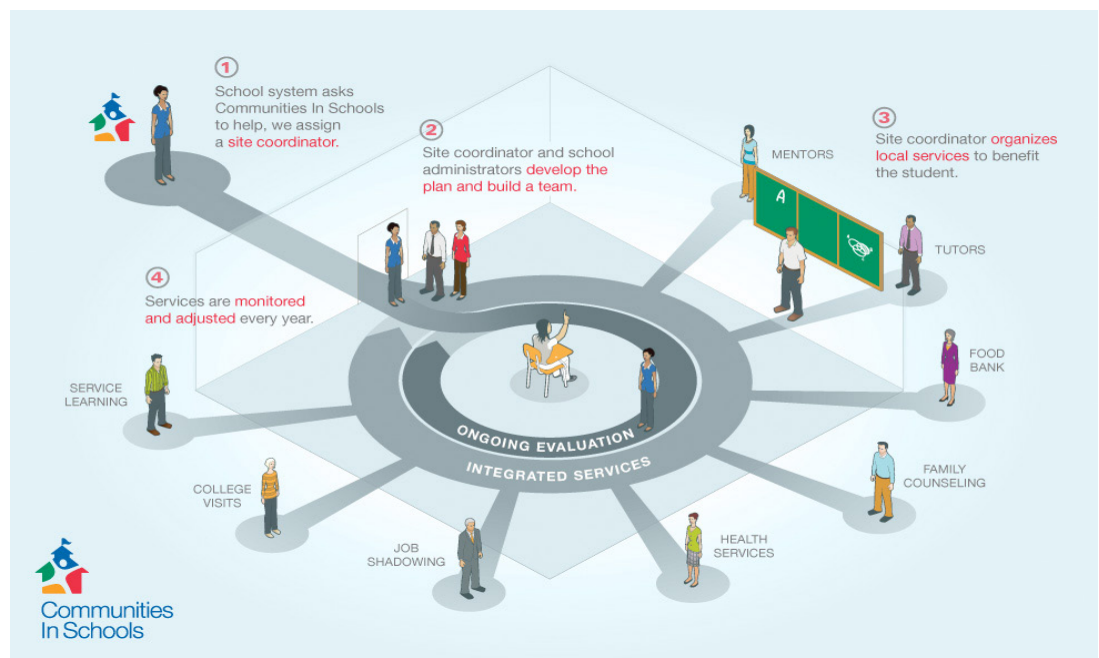 1
School system asks
Communities In Schools
to help, we assign
a site coordinator.
2
Site coordinator and school
administrators develop the
plan and build a team.
3
Site coordinator organizes
local services to benefit
the student.
4
Services are monitored
and adjusted every year.
MENTORS
A
TUTORS
FOOD
BANK
FAMILY
COUNSELING
HEALTH
SERVICES
JOB
SHADOWING
COLLEGE
VISITS
SERVICE
LEARNING
ONGOING EVALUATION
INTEGRATED SERVICES
Communities
In Schools